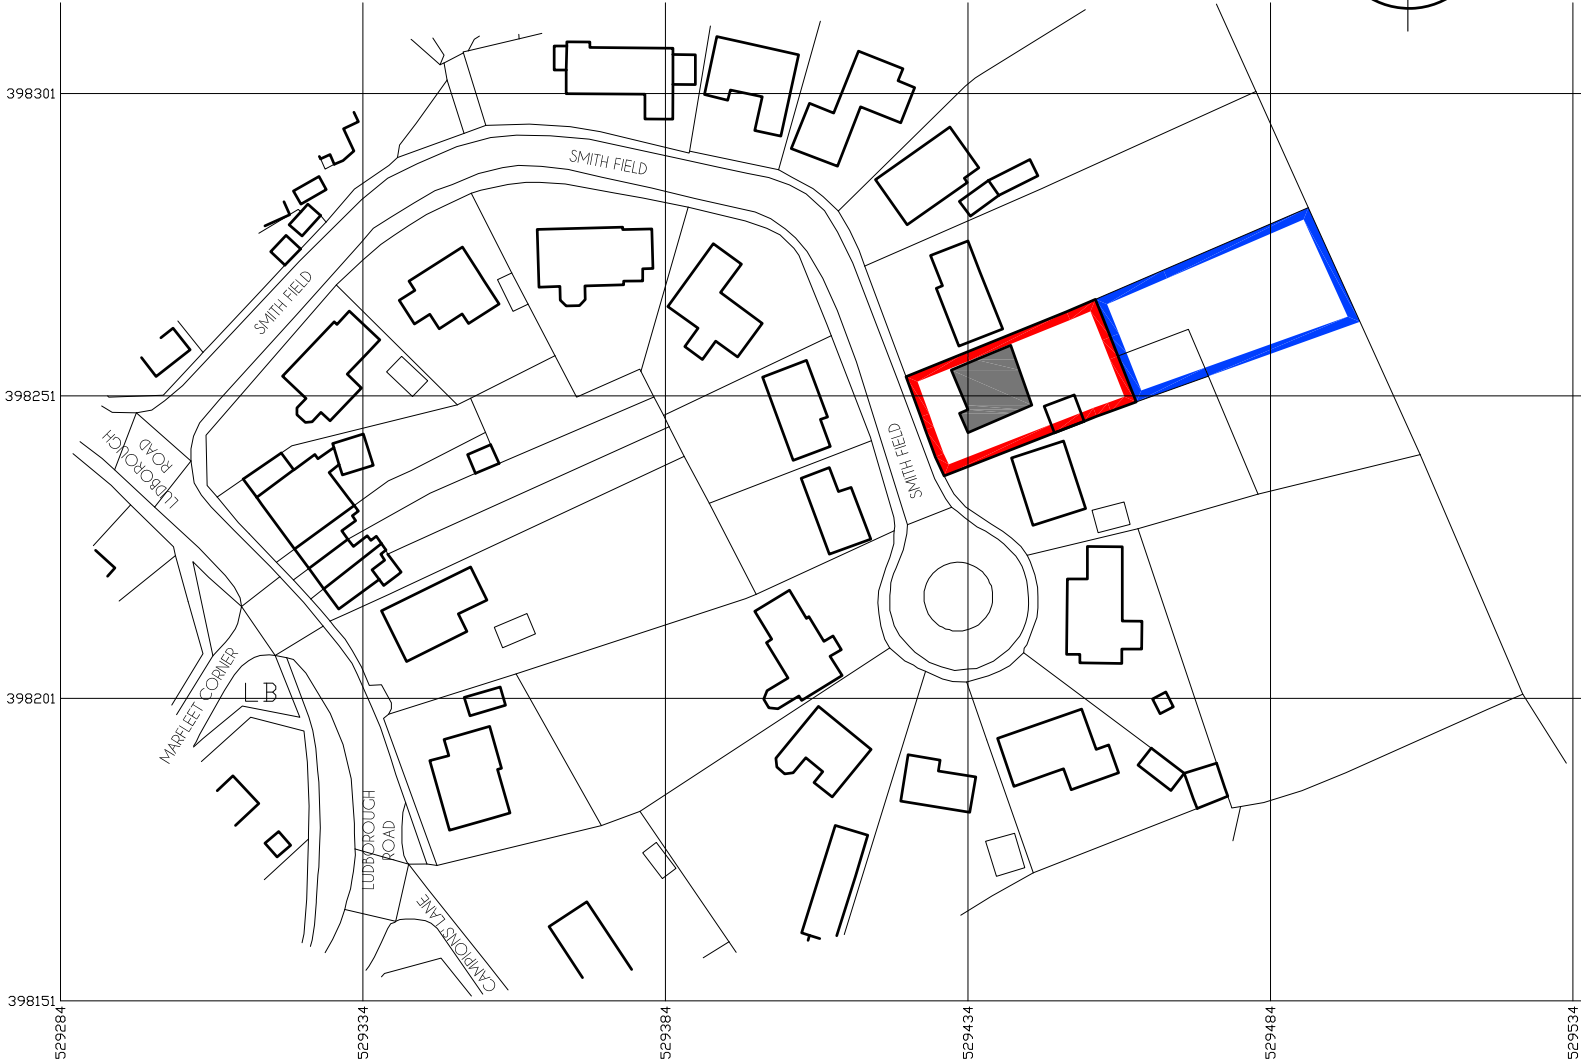 398301
SMITH FIELD
SMITH FIELD
398251
LUDBOROUGH
ROAD
SMITH FIELD
MARFLEET CORNER
LB
398201
LUDBOROUGH
ROAD
CAMPIONS' LANE
398151
529284
529334
529384
529434
529484
529534